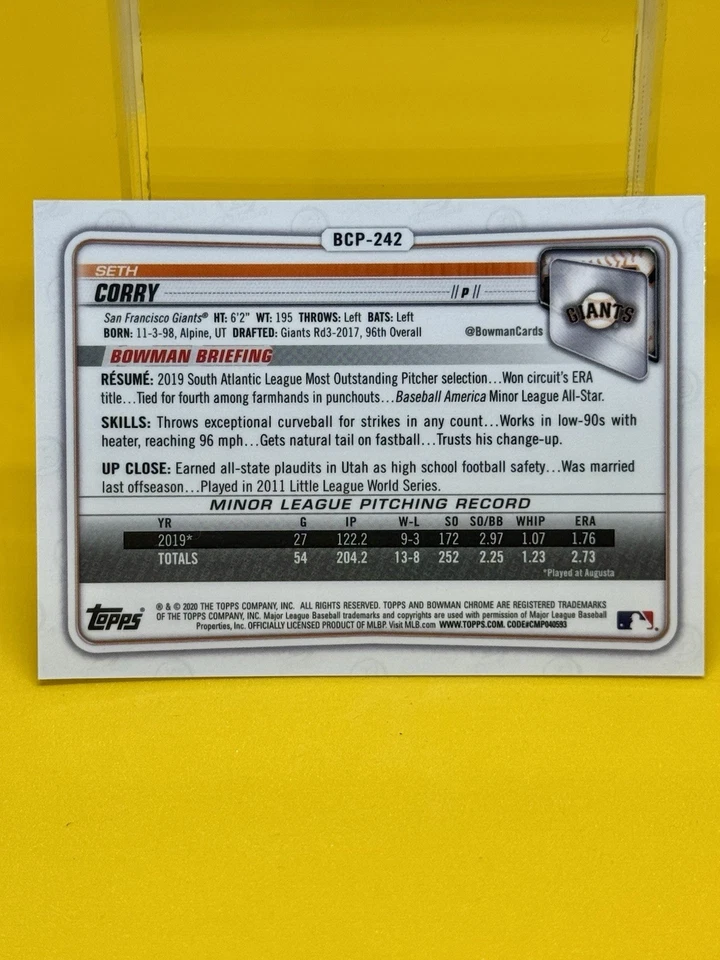 BCP-242
SETH
CORRY
// P //
San Francisco Giants® HT: 6'2" WT: 195 THROWS: Left BATS: Left
BORN: 11-3-98, Alpine, UT DRAFTED: Giants Rd3-2017, 96th Overall
@BowmanCards
GIANTS
BOWMAN BRIEFING
RÉSUMÉ: 2019 South Atlantic League Most Outstanding Pitcher selection...Won circuit's ERA
title...Tied for fourth among farmhands in punchouts...Baseball America Minor League All-Star.
SKILLS: Throws exceptional curveball for strikes in any count...Works in low-90s with
heater, reaching 96 mph...Gets natural tail on fastball...Trusts his change-up.
UP CLOSE: Earned all-state plaudits in Utah as high school football safety...Was married
last offseason...Played in 2011 Little League World Series.
MINOR LEAGUE PITCHING RECORD
YR G IP W-L SO SO/BB WHIP ERA
2019* 27 122.2 9-3 172 2.97 1.07 1.76
TOTALS 54 204.2 13-8 252 2.25 1.23 2.73
*Played at Augusta
Topps®
® & © 2020 THE TOPPS COMPANY, INC. ALL RIGHTS RESERVED. TOPPS AND BOWMAN CHROME ARE REGISTERED TRADEMARKS
OF THE TOPPS COMPANY, INC. Major League Baseball trademarks and copyrights are used with permission of Major League Baseball
Properties, Inc. OFFICIALLY LICENSED PRODUCT OF MLBP. Visit MLB.com WWW.TOPPS.COM. CODE#CMP040593